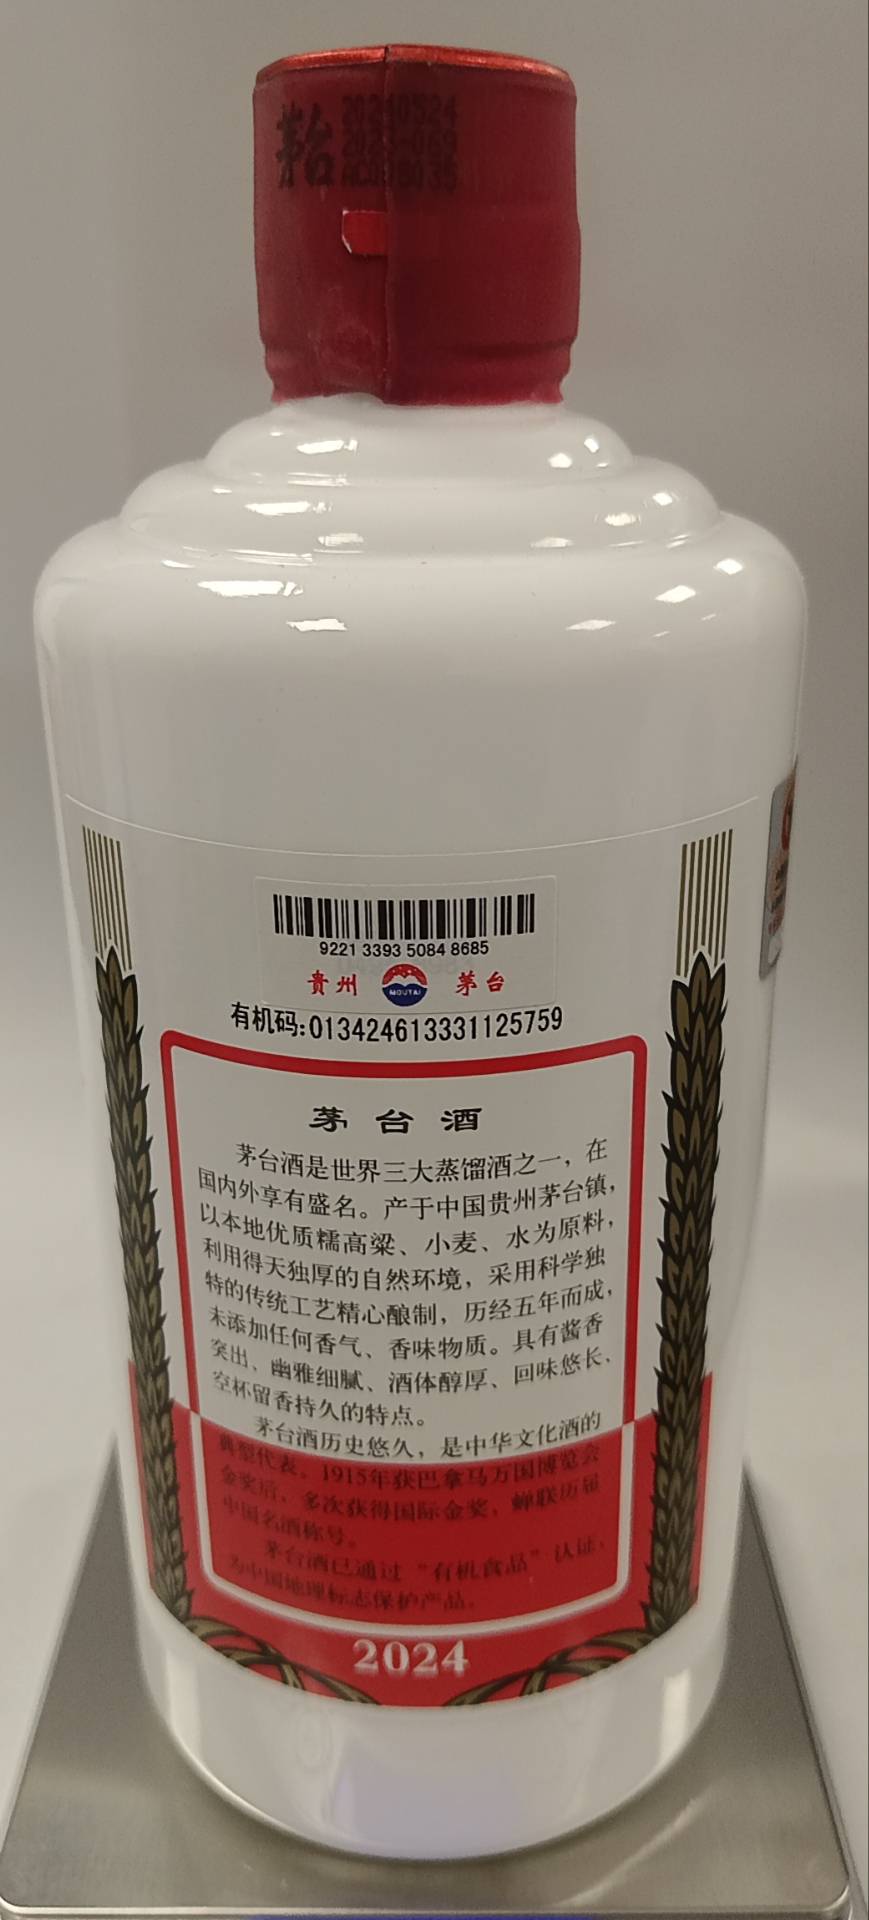 茅台
20240524
2023-069
9221 3393 5084 8685
貴州 MOUTAI 茅台
有机码:013424613331125759
茅台酒
茅台酒是世界三大蒸馏酒之一，在
国内外享有盛名。产于中国贵州茅台镇，
以本地优质糯高粱、小麦、水为原料，
利用得天独厚的自然环境，采用科学独
特的传统工艺精心酿制，历经五年而成，
未添加任何香气、香味物质。具有酱香
突出、幽雅细腻、酒体醇厚、回味悠长、
空杯留香持久的特点。
茅台酒历史悠久，是中华文化酒的
典型代表。1915年获巴拿马万国博览会
金奖后，多次获得国际金奖，蝉联历届
中国名酒称号。
茅台酒已通过“有机食品”认证，
为中国地理标志保护产品。
2024